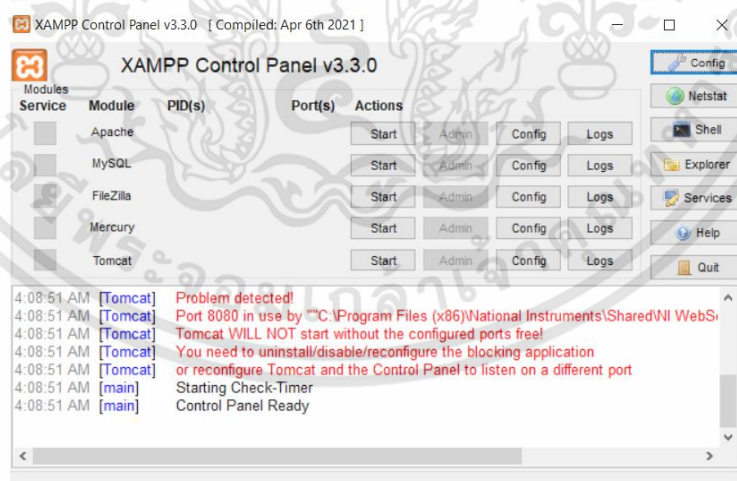 XAMPP Control Panel v3.3.0 [ Compiled: Apr 6th 2021 ]
XAMPP Control Panel v3.3.0
Config
Modules
Service Module PID(s) Port(s) Actions
Netstat
Apache Start Admin Config Logs
Shell
MySQL Start Admin Config Logs
Explorer
FileZilla Start Admin Config Logs
Services
Mercury Start Admin Config Logs
Help
Tomcat Start Admin Config Logs
Quit
4:08:51 AM [Tomcat] Problem detected!
4:08:51 AM [Tomcat] Port 8080 in use by ""C:\Program Files (x86)\National Instruments\Shared\NI WebSe
4:08:51 AM [Tomcat] Tomcat WILL NOT start without the configured ports free!
4:08:51 AM [Tomcat] You need to uninstall/disable/reconfigure the blocking application
4:08:51 AM [Tomcat] or reconfigure Tomcat and the Control Panel to listen on a different port
4:08:51 AM [main] Starting Check-Timer
4:08:51 AM [main] Control Panel Ready